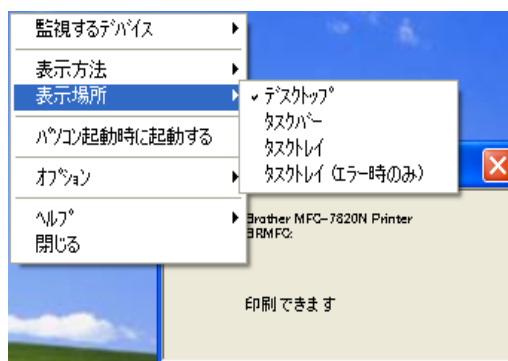 監視するデバイス
表示方法
表示場所
パソコン起動時に起動する
オプション
ヘルプ
閉じる
デスクトップ
タスクバー
タスクトレイ
タスクトレイ (エラー時のみ)
Brother MFC-7820N Printer
BRMFC:
印刷できます